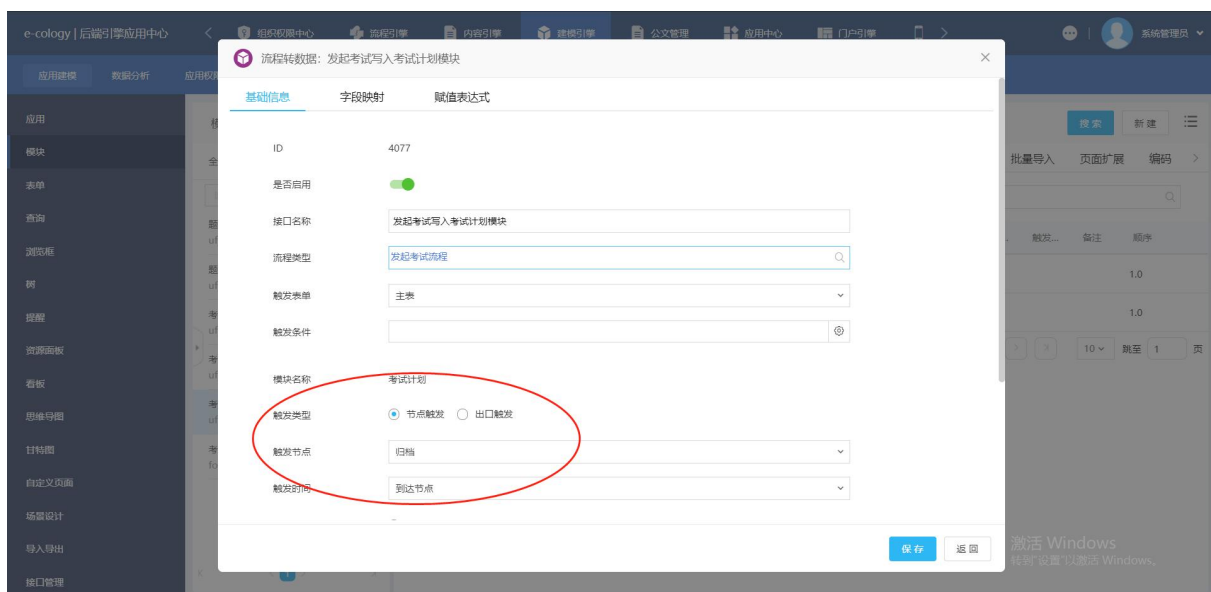 e-cology | 后端引擎应用中心 组织权限中心 流程引擎 内容引擎 建模引擎 公文管理 应用中心 门户引擎 系统管理员
应用建模 数据分析
流程转数据：发起考试写入考试计划模块
基础信息 字段映射 赋值表达式
应用
搜索 新建
ID 4077
模块
批量导入 页面扩展 编码
表单
是否启用
查询
接口名称 发起考试写入考试计划模块
触发... 备注 顺序
浏览框
流程类型 发起考试流程
树
1.0
触发表单 主表
提醒
1.0
触发条件
资源面板
10 跳至 1 页
看板
模块名称 考试计划
思维导图
触发类型 节点触发 出口触发
甘特图
触发节点 归档
自定义页面
触发时间 到达节点
场景设计
导入导出
保存 返回
激活 Windows
转到"设置"以激活 Windows。
接口管理
1